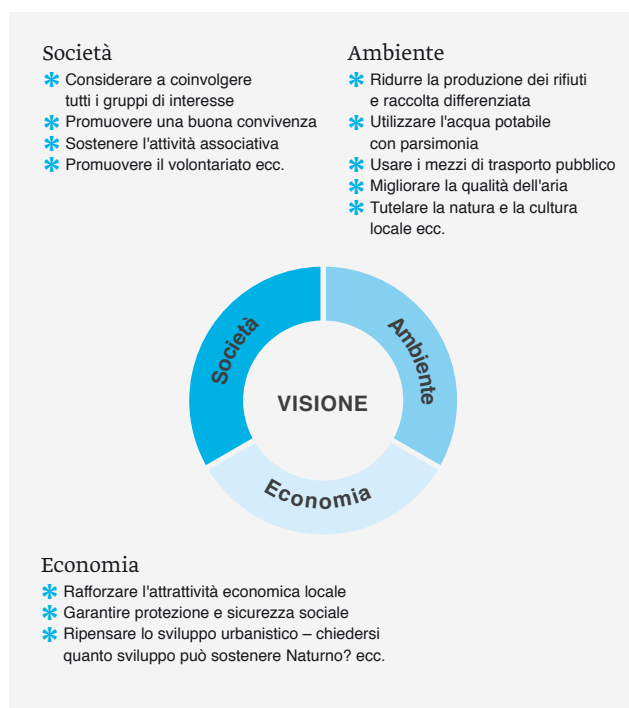 Società
✻ Considerare a coinvolgere
tutti i gruppi di interesse
✻ Promuovere una buona convivenza
✻ Sostenere l'attività associativa
✻ Promuovere il volontariato ecc.
Ambiente
✻ Ridurre la produzione dei rifiuti
e raccolta differenziata
✻ Utilizzare l'acqua potabile
con parsimonia
✻ Usare i mezzi di trasporto pubblico
✻ Migliorare la qualità dell'aria
✻ Tutelare la natura e la cultura
locale ecc.
Società
Ambiente
VISIONE
Economia
Economia
✻ Rafforzare l'attrattività economica locale
✻ Garantire protezione e sicurezza sociale
✻ Ripensare lo sviluppo urbanistico – chiedersi
quanto sviluppo può sostenere Naturno? ecc.